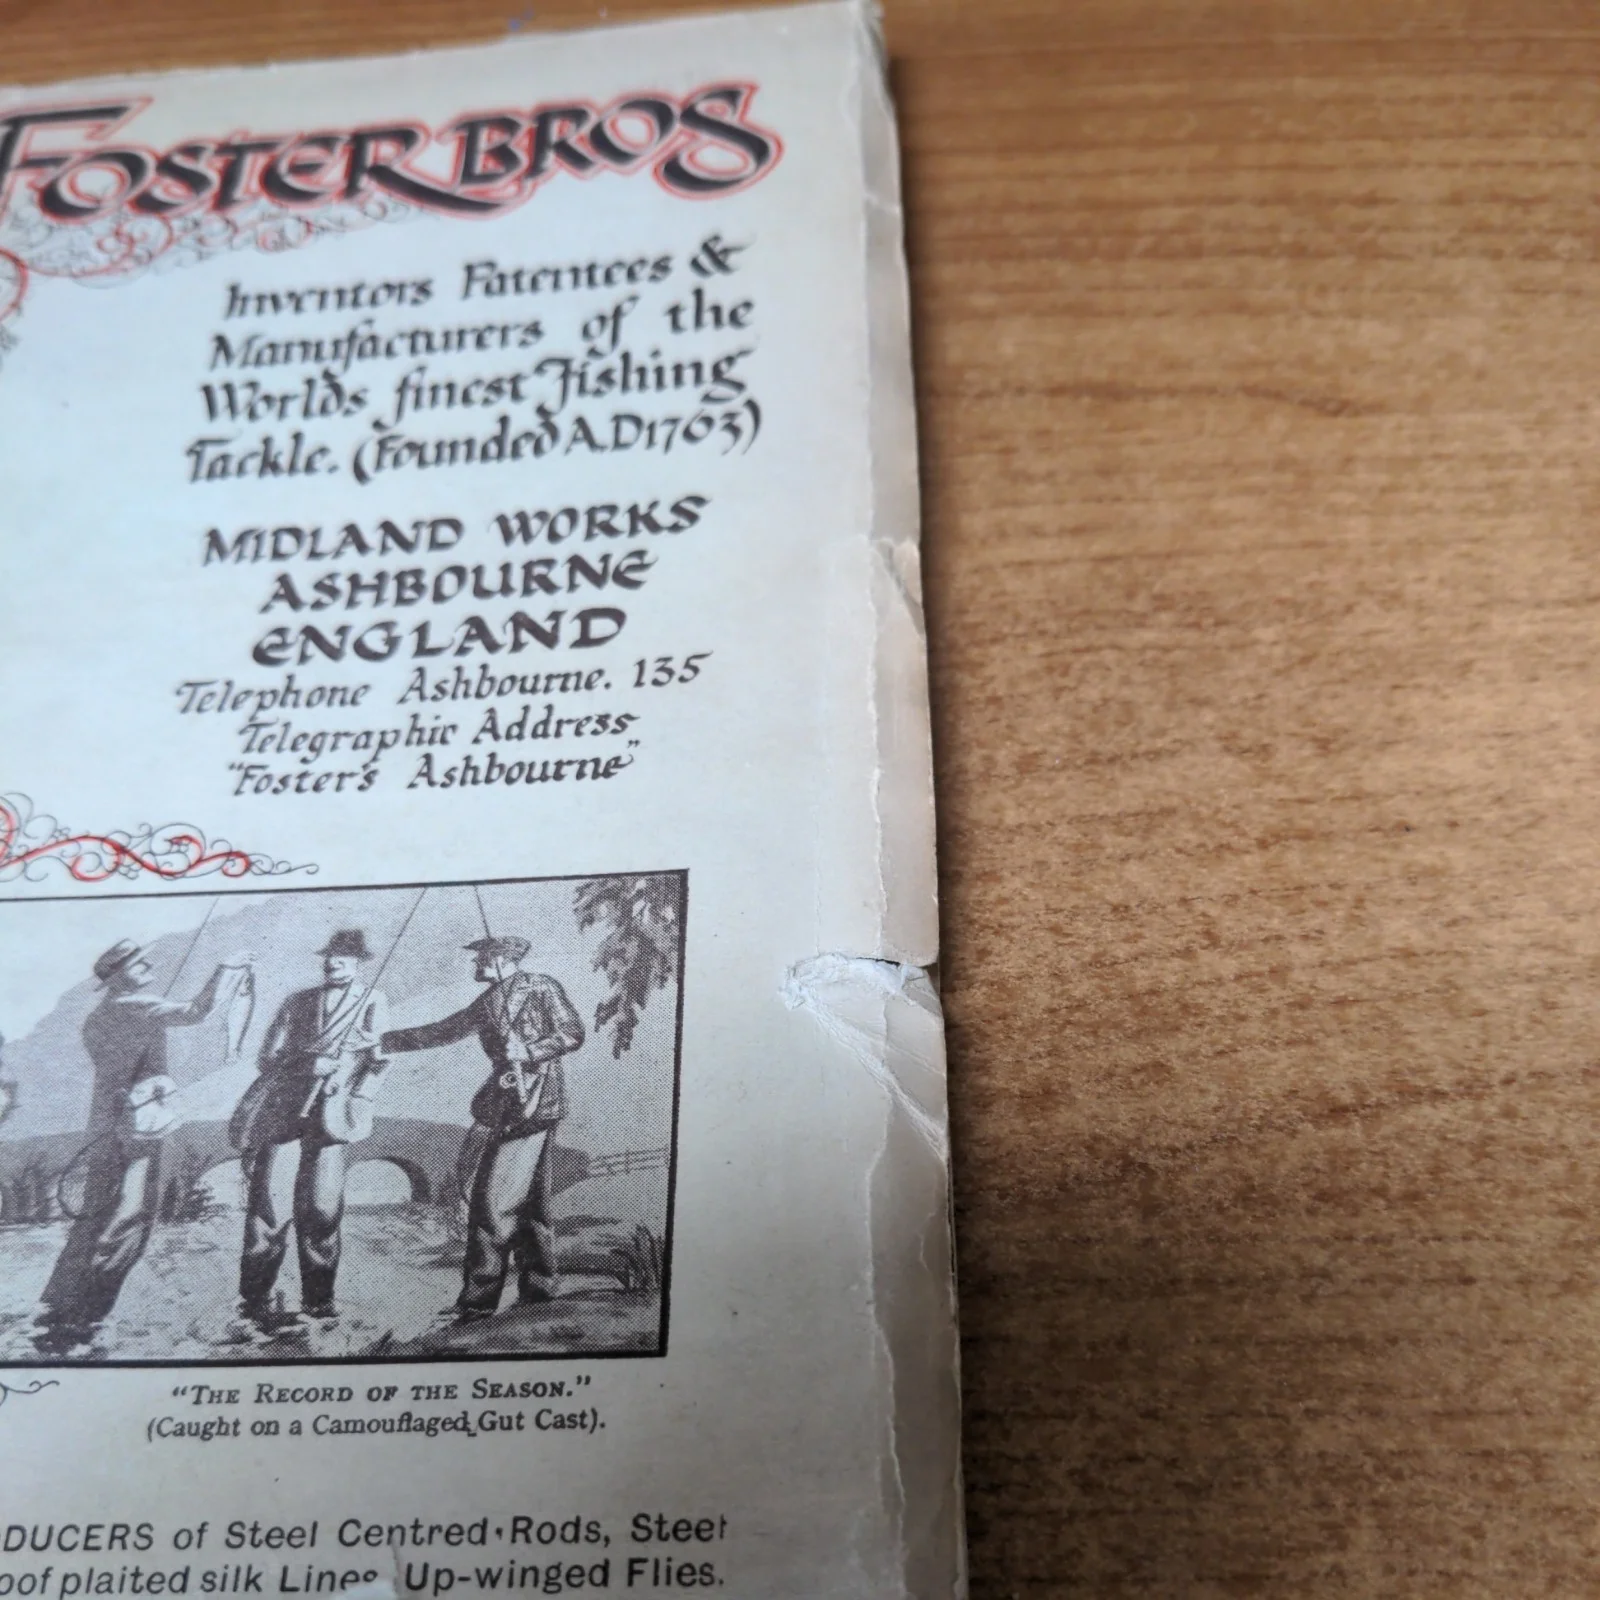 FOSTER BROS
Inventors Patentees &
Manufacturers of the
Worlds finest Fishing
Tackle. (Founded A.D 1763)
MIDLAND WORKS
ASHBOURNE
ENGLAND
Telephone Ashbourne. 135
Telegraphic Address
"Foster's Ashbourne"
"THE RECORD OF THE SEASON."
(Caught on a Camouflaged Gut Cast).
DUCERS of Steel Centred Rods, Steel
oof plaited silk Lines Up-winged Flies.